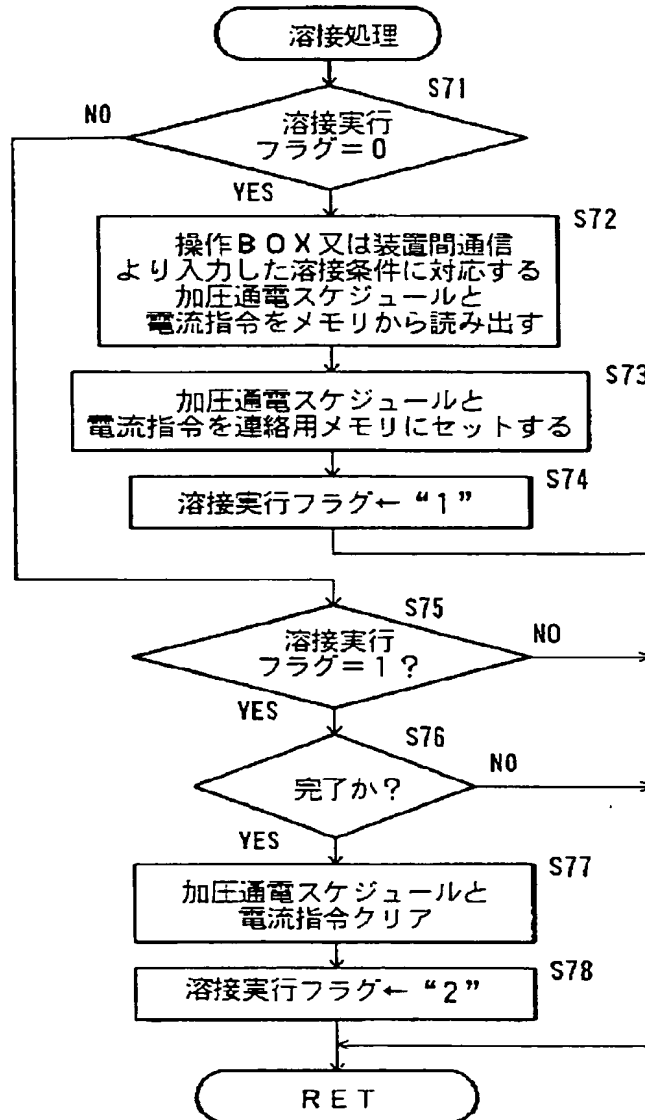 溶接処理
S71
NO
溶接実行
フラグ＝0
YES
S72
操作ＢＯＸ又は装置間通信
より入力した溶接条件に対応する
加圧通電スケジュールと
電流指令をメモリから読み出す
S73
加圧通電スケジュールと
電流指令を連絡用メモリにセットする
S74
溶接実行フラグ←“1”
S75
溶接実行
フラグ＝1？
NO
YES
S76
完了か？
NO
YES
S77
加圧通電スケジュールと
電流指令クリア
S78
溶接実行フラグ←“2”
ＲＥＴ